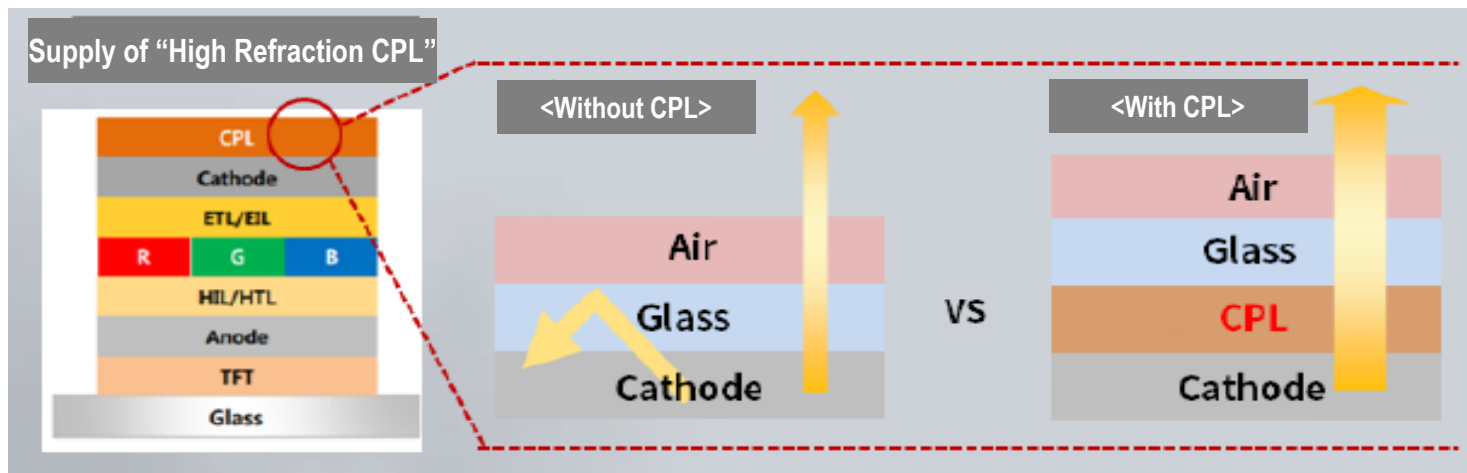 Supply of “High Refraction CPL”
CPL
Cathode
ETL/EIL
R G B
HIL/HTL
Anode
TFT
Glass
<Without CPL>
Air
Glass
Cathode
VS
<With CPL>
Air
Glass
CPL
Cathode